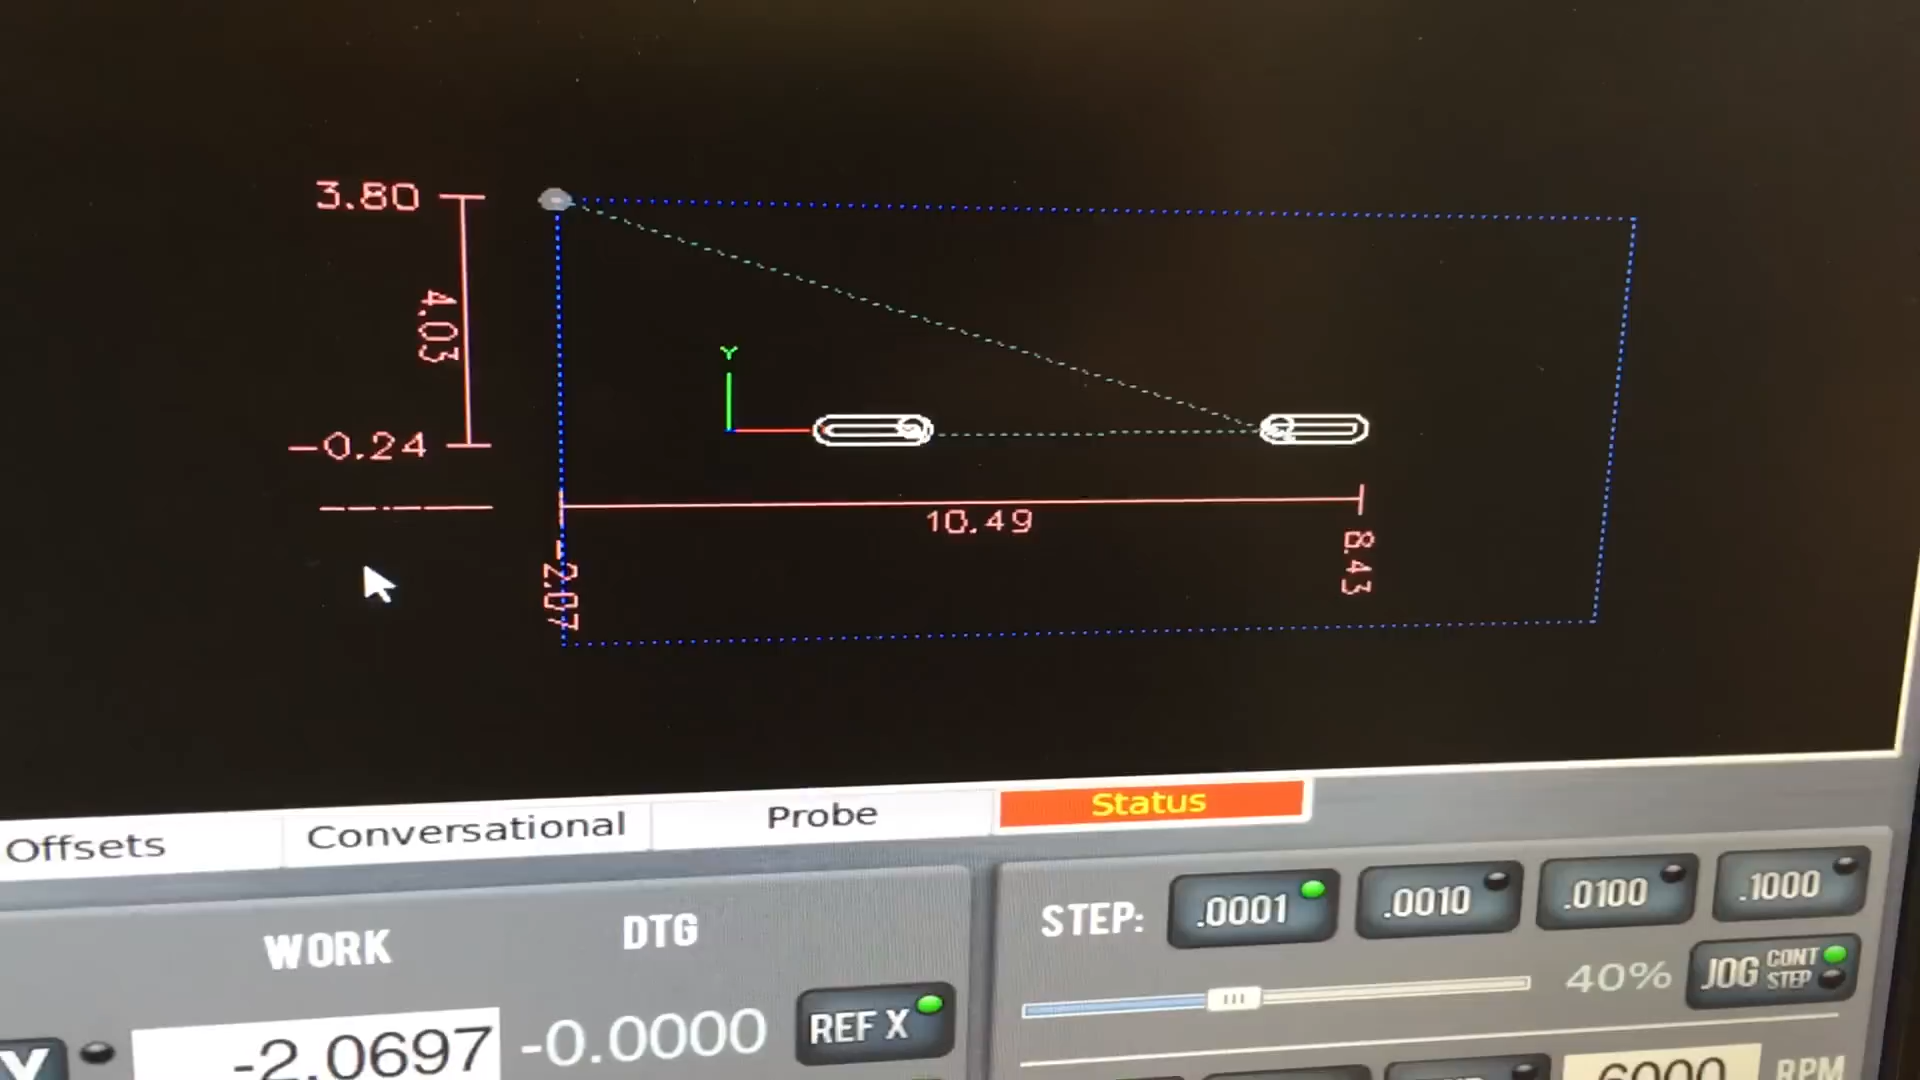 3.80
4.03
Y
-0.24
10.49
-2.07
8.43
Offsets
Conversational
Probe
Status
WORK
DTG
STEP:
.0001
.0010
.0100
.1000
40%
JOG CONT STEP
-2.0697
-0.0000
REF X
6000
RPM